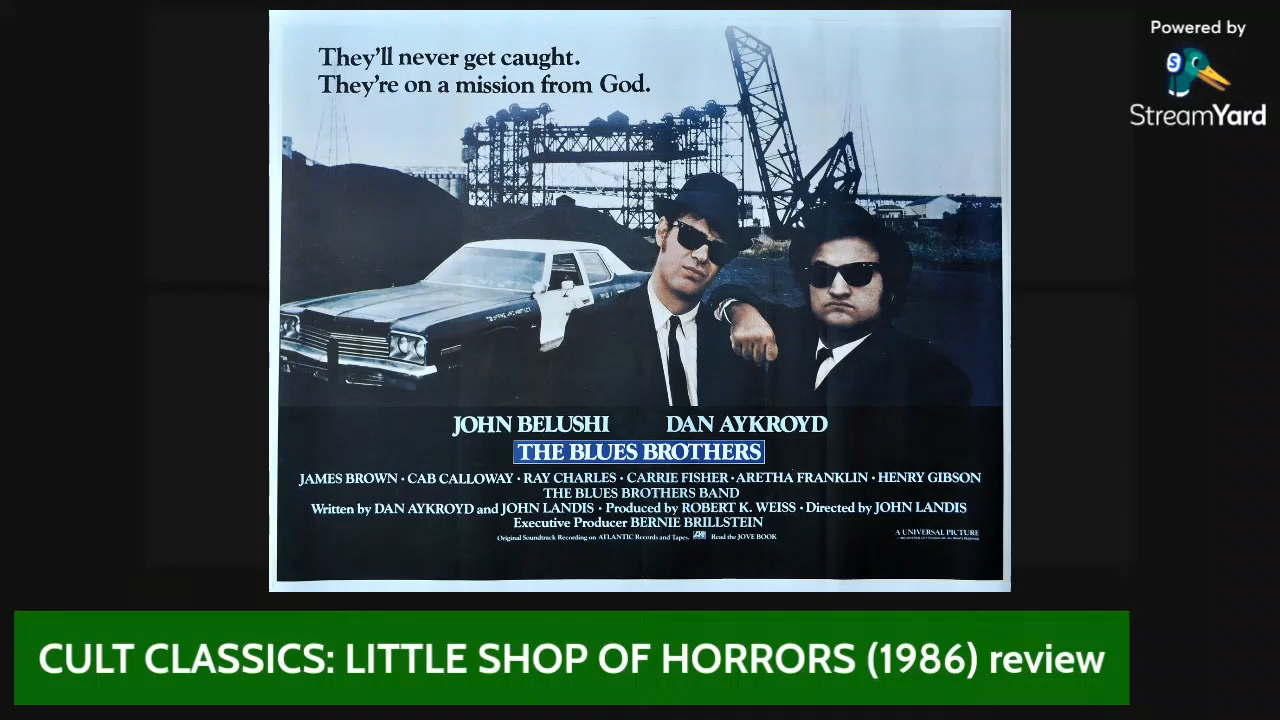 They'll never get caught.
They're on a mission from God.
Powered by
StreamYard
JOHN BELUSHI DAN AYKROYD
THE BLUES BROTHERS
JAMES BROWN · CAB CALLOWAY · RAY CHARLES · CARRIE FISHER · ARETHA FRANKLIN · HENRY GIBSON
THE BLUES BROTHERS BAND
Written by DAN AYKROYD and JOHN LANDIS · Produced by ROBERT K. WEISS · Directed by JOHN LANDIS
Executive Producer BERNIE BRILLSTEIN
Original Soundtrack Recording on ATLANTIC Records and Tapes. Read the JOVE BOOK
A UNIVERSAL PICTURE
CULT CLASSICS: LITTLE SHOP OF HORRORS (1986) review